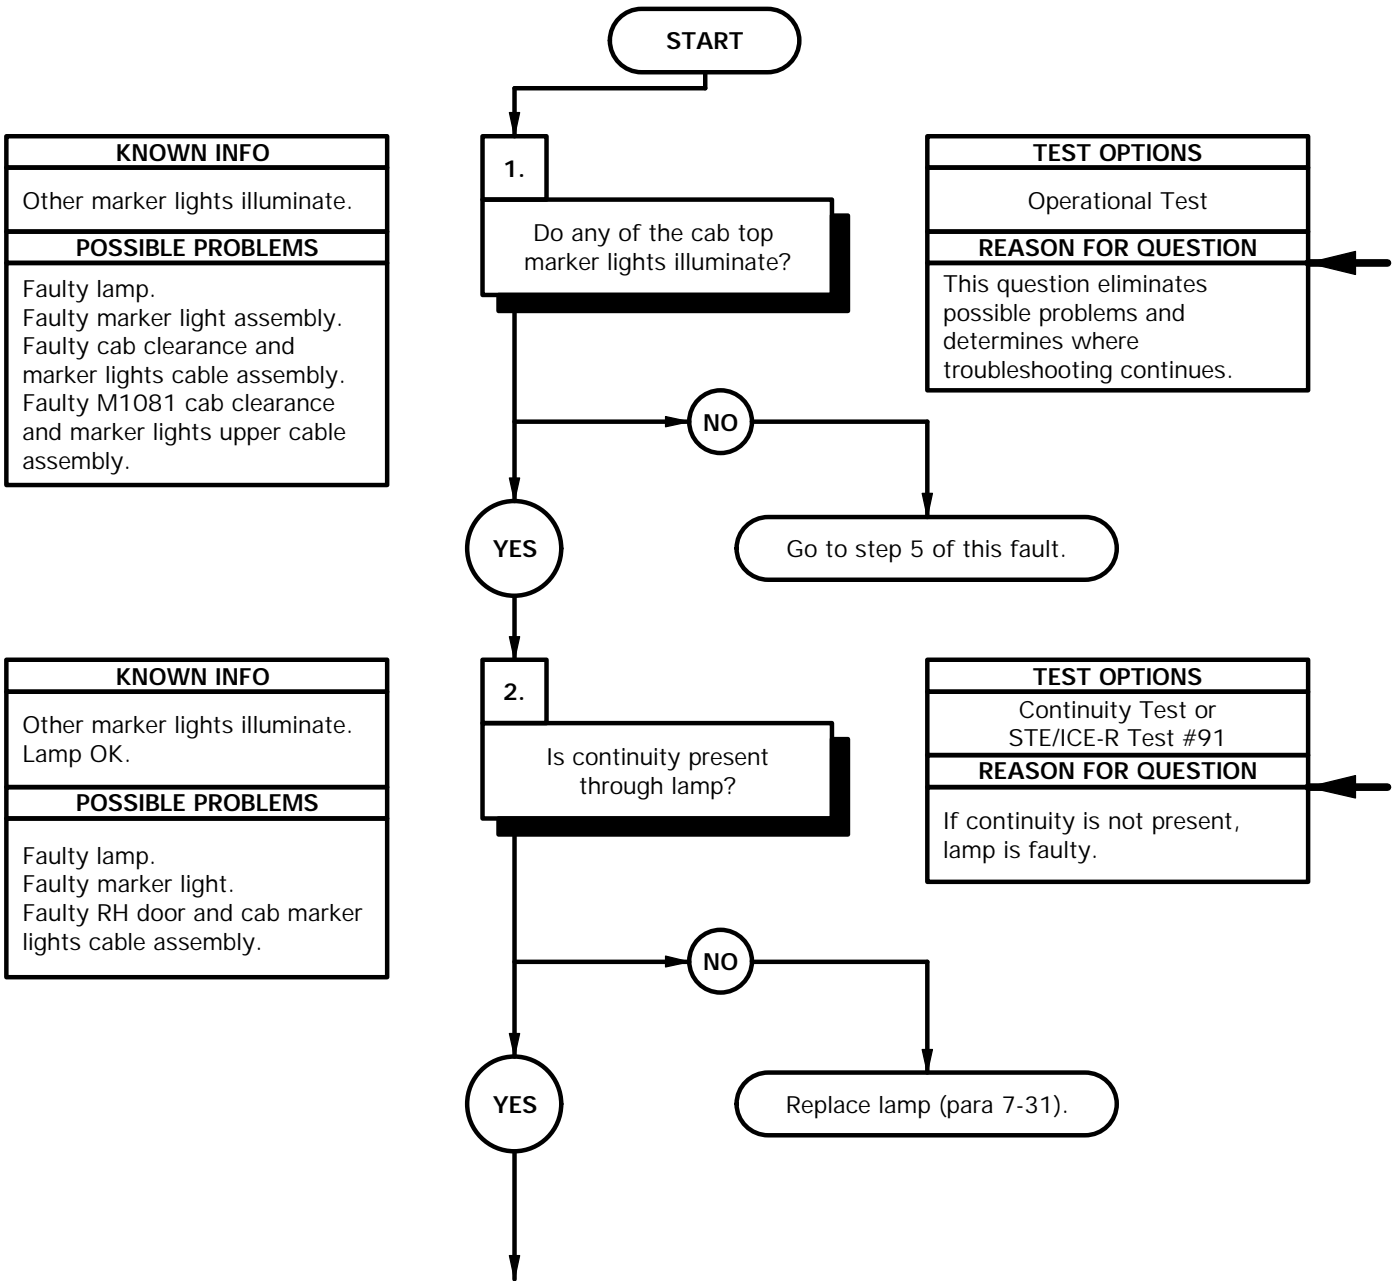 START
KNOWN INFO
Other marker lights illuminate.
POSSIBLE PROBLEMS
Faulty lamp.
Faulty marker light assembly.
Faulty cab clearance and
marker lights cable assembly.
Faulty M1081 cab clearance
and marker lights upper cable
assembly.
1.
Do any of the cab top
marker lights illuminate?
TEST OPTIONS
Operational Test
REASON FOR QUESTION
This question eliminates
possible problems and
determines where
troubleshooting continues.
NO
YES
Go to step 5 of this fault.
KNOWN INFO
Other marker lights illuminate.
Lamp OK.
POSSIBLE PROBLEMS
Faulty lamp.
Faulty marker light.
Faulty RH door and cab marker
lights cable assembly.
2.
Is continuity present
through lamp?
TEST OPTIONS
Continuity Test or
STE/ICE-R Test #91
REASON FOR QUESTION
If continuity is not present,
lamp is faulty.
NO
YES
Replace lamp (para 7-31).